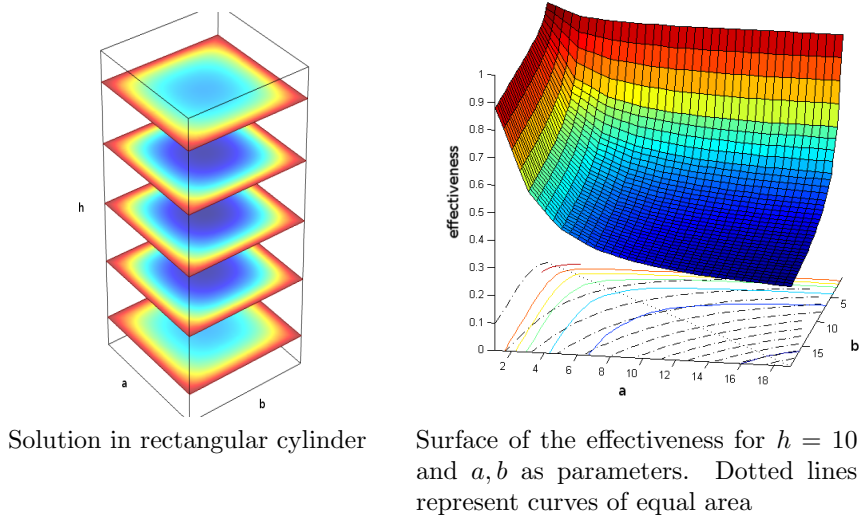 h
a
b
effectiveness
1
0.9
0.8
0.7
0.6
0.5
0.4
0.3
0.2
0.1
0
2
4
6
8
10
12
14
16
18
a
5
10
15
b
Solution in rectangular cylinder
Surface of the effectiveness for h = 10
and a, b as parameters. Dotted lines
represent curves of equal area